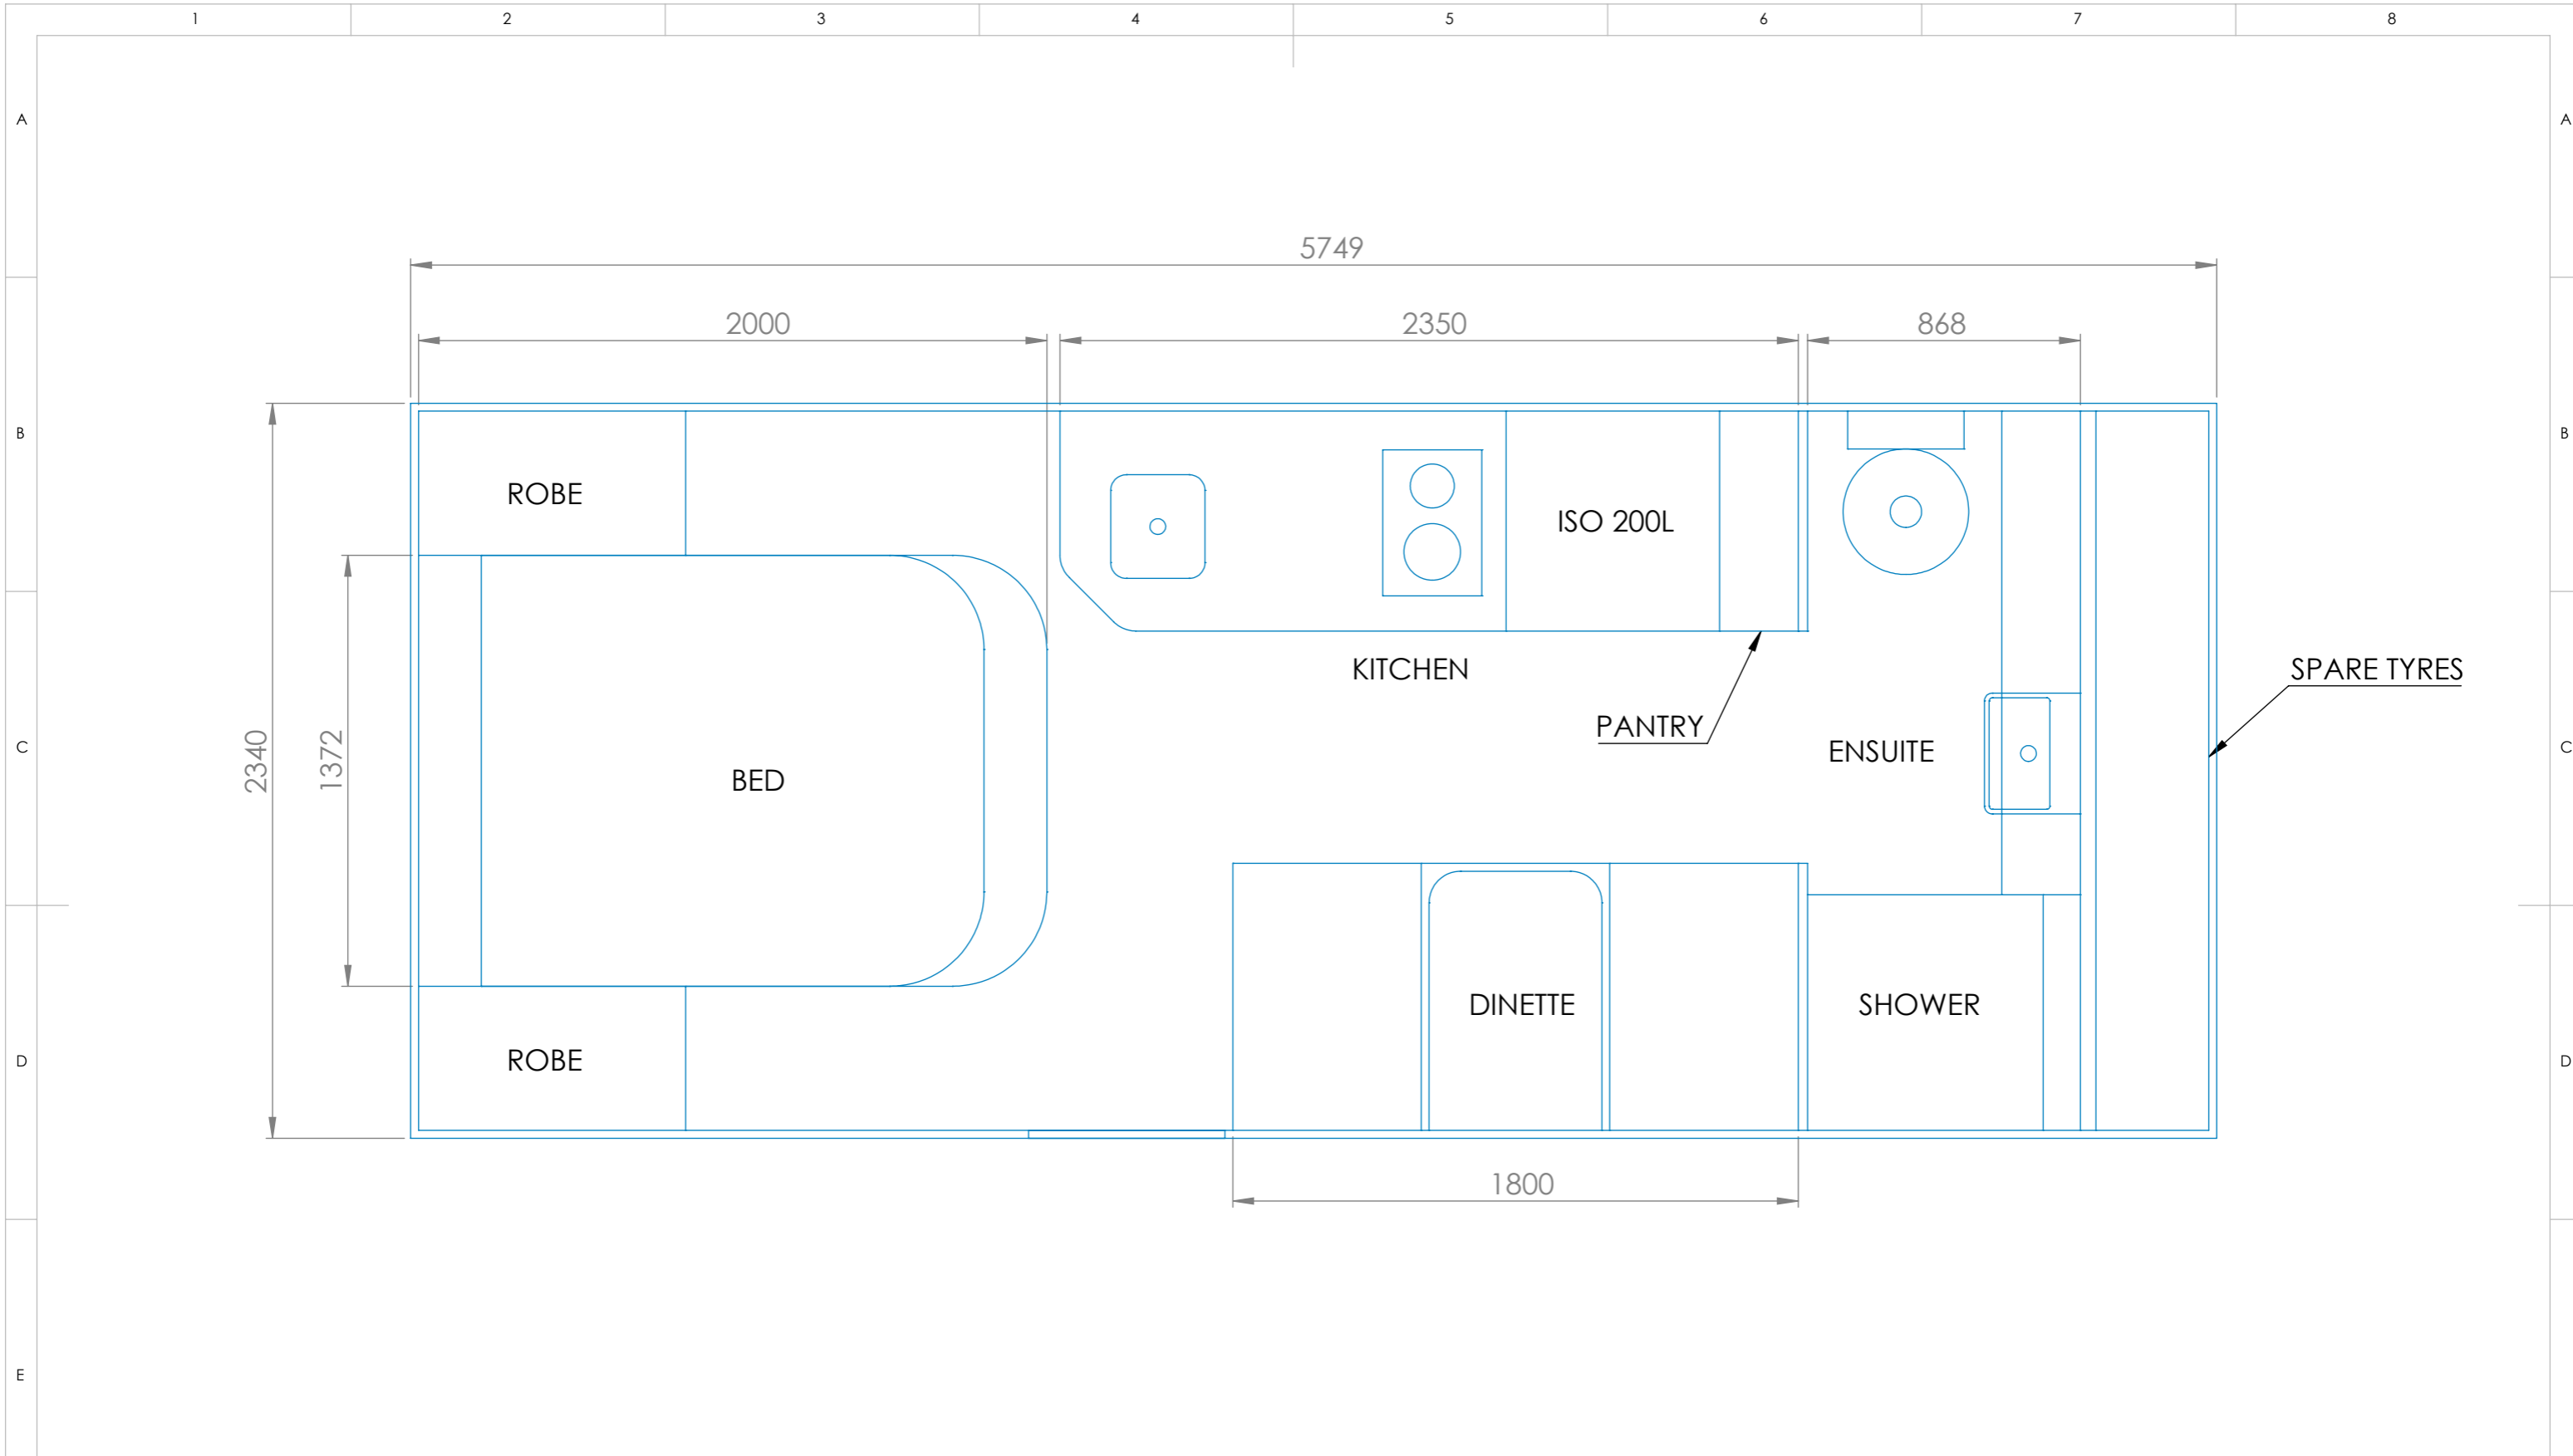 1 2 3 4 5 6 7 8
A A
5749
2000 2350 868
B B
ROBE
ISO 200L
KITCHEN
SPARE TYRES
PANTRY
C C
2340
1372
ENSUITE
BED
DINETTE
SHOWER
ROBE
D D
1800
E